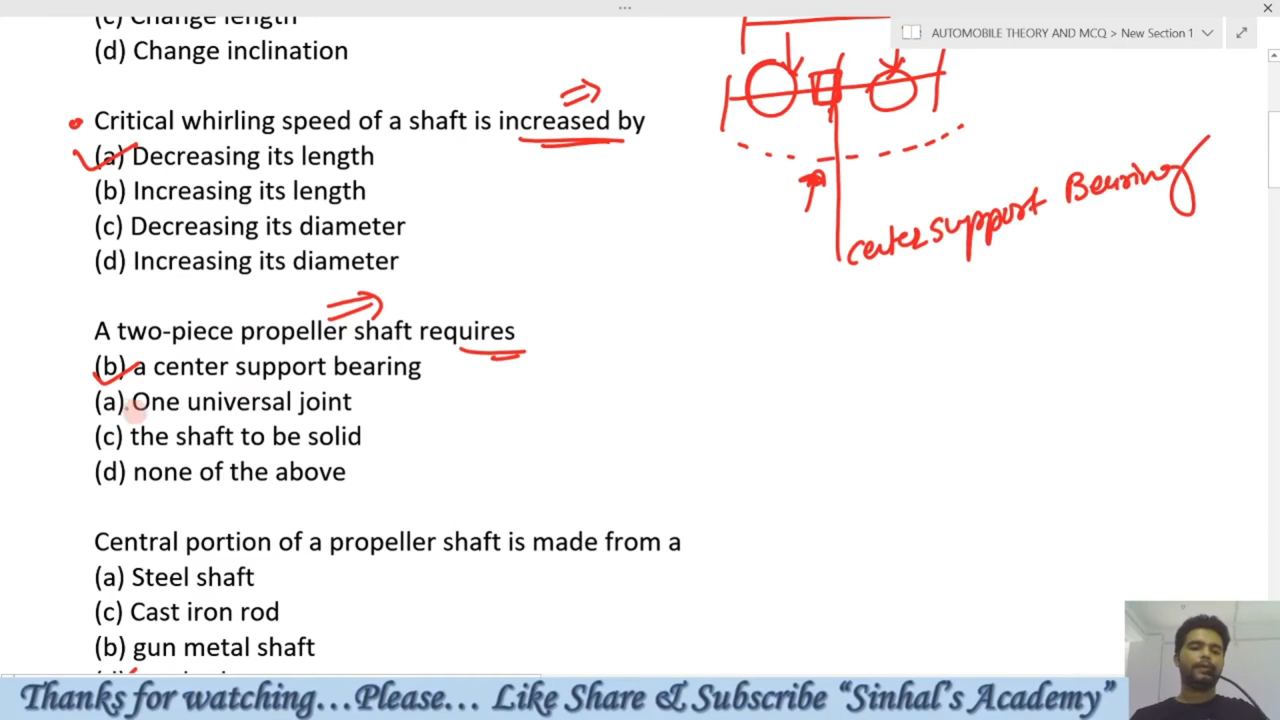 (c) Change length
(d) Change inclination
AUTOMOBILE THEORY AND MCQ > New Section 1
Critical whirling speed of a shaft is increased by
(a) Decreasing its length
(b) Increasing its length
(c) Decreasing its diameter
(d) Increasing its diameter
center support Bearing
A two-piece propeller shaft requires
(b) a center support bearing
(a) One universal joint
(c) the shaft to be solid
(d) none of the above
Central portion of a propeller shaft is made from a
(a) Steel shaft
(c) Cast iron rod
(b) gun metal shaft
Thanks for watching...Please... Like Share & Subscribe “Sinhal’s Academy”